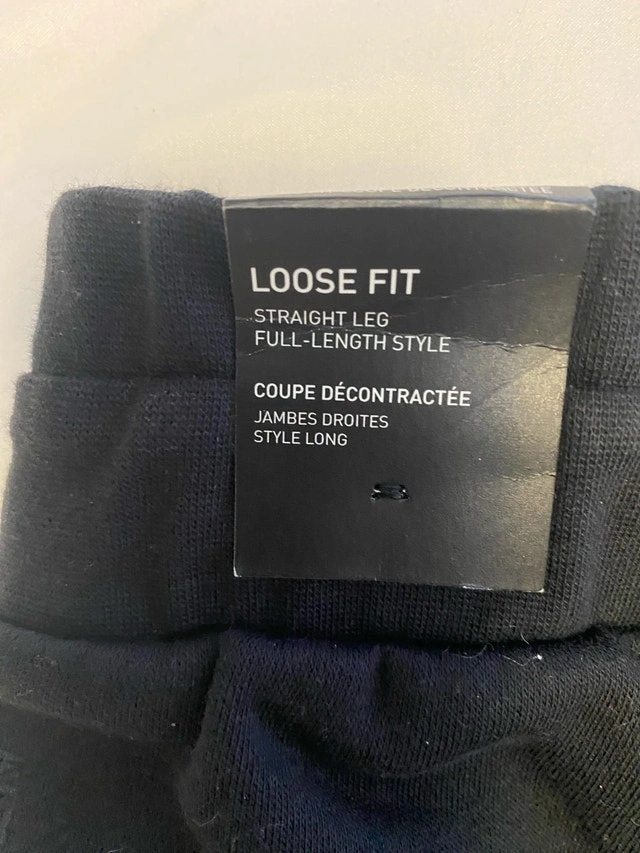 LOOSE FIT
STRAIGHT LEG
FULL-LENGTH STYLE
COUPE DÉCONTRACTÉE
JAMBES DROITES
STYLE LONG